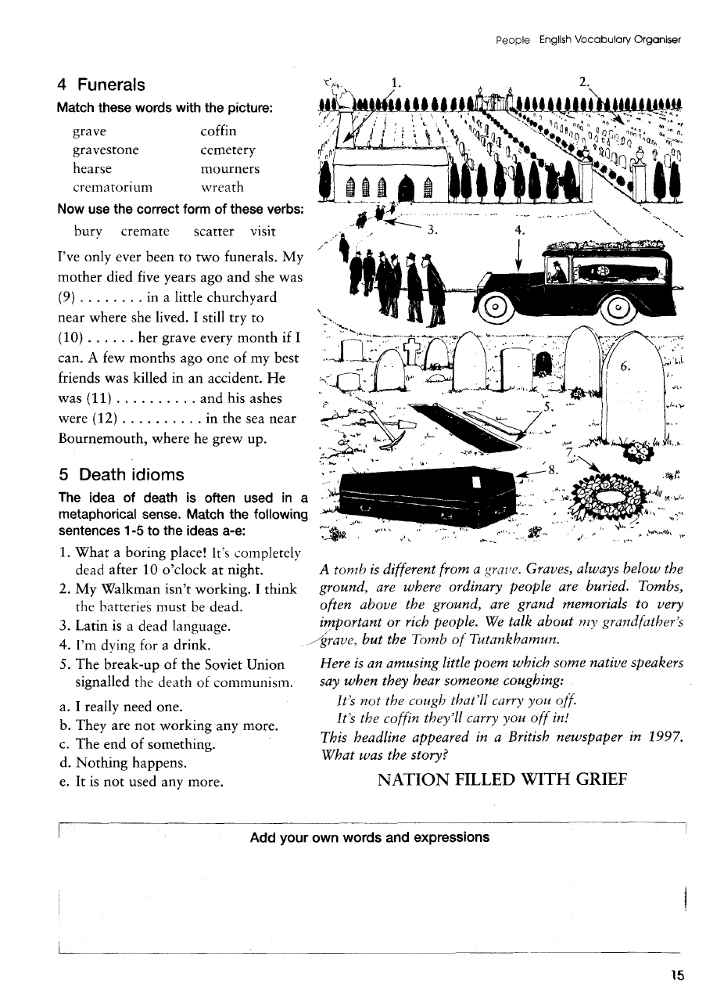 People English Vocabulary Organiser
4 Funerals
Match these words with the picture:
grave coffin
gravestone cemetery
hearse mourners
crematorium wreath
Now use the correct form of these verbs:
bury cremate scatter visit
I've only ever been to two funerals. My
mother died five years ago and she was
(9) . . . . . . . . in a little churchyard
near where she lived. I still try to
(10) . . . . . . her grave every month if I
can. A few months ago one of my best
friends was killed in an accident. He
was (11) . . . . . . . . . . and his ashes
were (12) . . . . . . . . . . in the sea near
Bournemouth, where he grew up.
5 Death idioms
The idea of death is often used in a
metaphorical sense. Match the following
sentences 1-5 to the ideas a-e:
1. What a boring place! It's completely
dead after 10 o'clock at night.
2. My Walkman isn't working. I think
the batteries must be dead.
3. Latin is a dead language.
4. I'm dying for a drink.
5. The break-up of the Soviet Union
signalled the death of communism.
a. I really need one.
b. They are not working any more.
c. The end of something.
d. Nothing happens.
e. It is not used any more.
1.
2.
3.
4.
5.
6.
7.
8.
A tomb is different from a grave. Graves, always below the
ground, are where ordinary people are buried. Tombs,
often above the ground, are grand memorials to very
important or rich people. We talk about my grandfather's
grave, but the Tomb of Tutankhamun.
Here is an amusing little poem which some native speakers
say when they hear someone coughing:
It's not the cough that'll carry you off.
It's the coffin they'll carry you off in!
This headline appeared in a British newspaper in 1997.
What was the story?
NATION FILLED WITH GRIEF
Add your own words and expressions
15